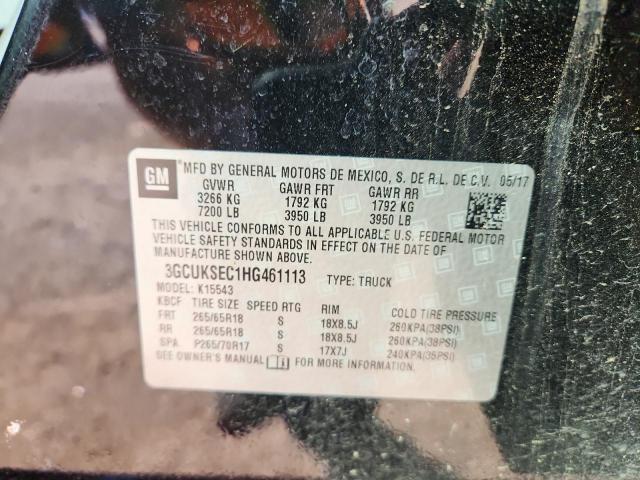 GM MFD BY GENERAL MOTORS DE MEXICO, S. DE R.L. DE C.V. 05/17
GVWR GAWR FRT GAWR RR
3266 KG 1792 KG 1792 KG
7200 LB 3950 LB 3950 LB
THIS VEHICLE CONFORMS TO ALL APPLICABLE U.S. FEDERAL MOTOR
VEHICLE SAFETY STANDARDS IN EFFECT ON THE DATE OF
MANUFACTURE SHOWN ABOVE.
3GCUKSEC1HG461113 TYPE: TRUCK
MODEL: K15543
KBCF TIRE SIZE SPEED RTG RIM COLD TIRE PRESSURE
FRT 265/65R18 S 18X8.5J 260KPA(38PSI)
RR 265/65R18 S 18X8.5J 260KPA(38PSI)
SPA P265/70R17 S 17X7J 240KPA(35PSI)
SEE OWNER'S MANUAL FOR MORE INFORMATION.